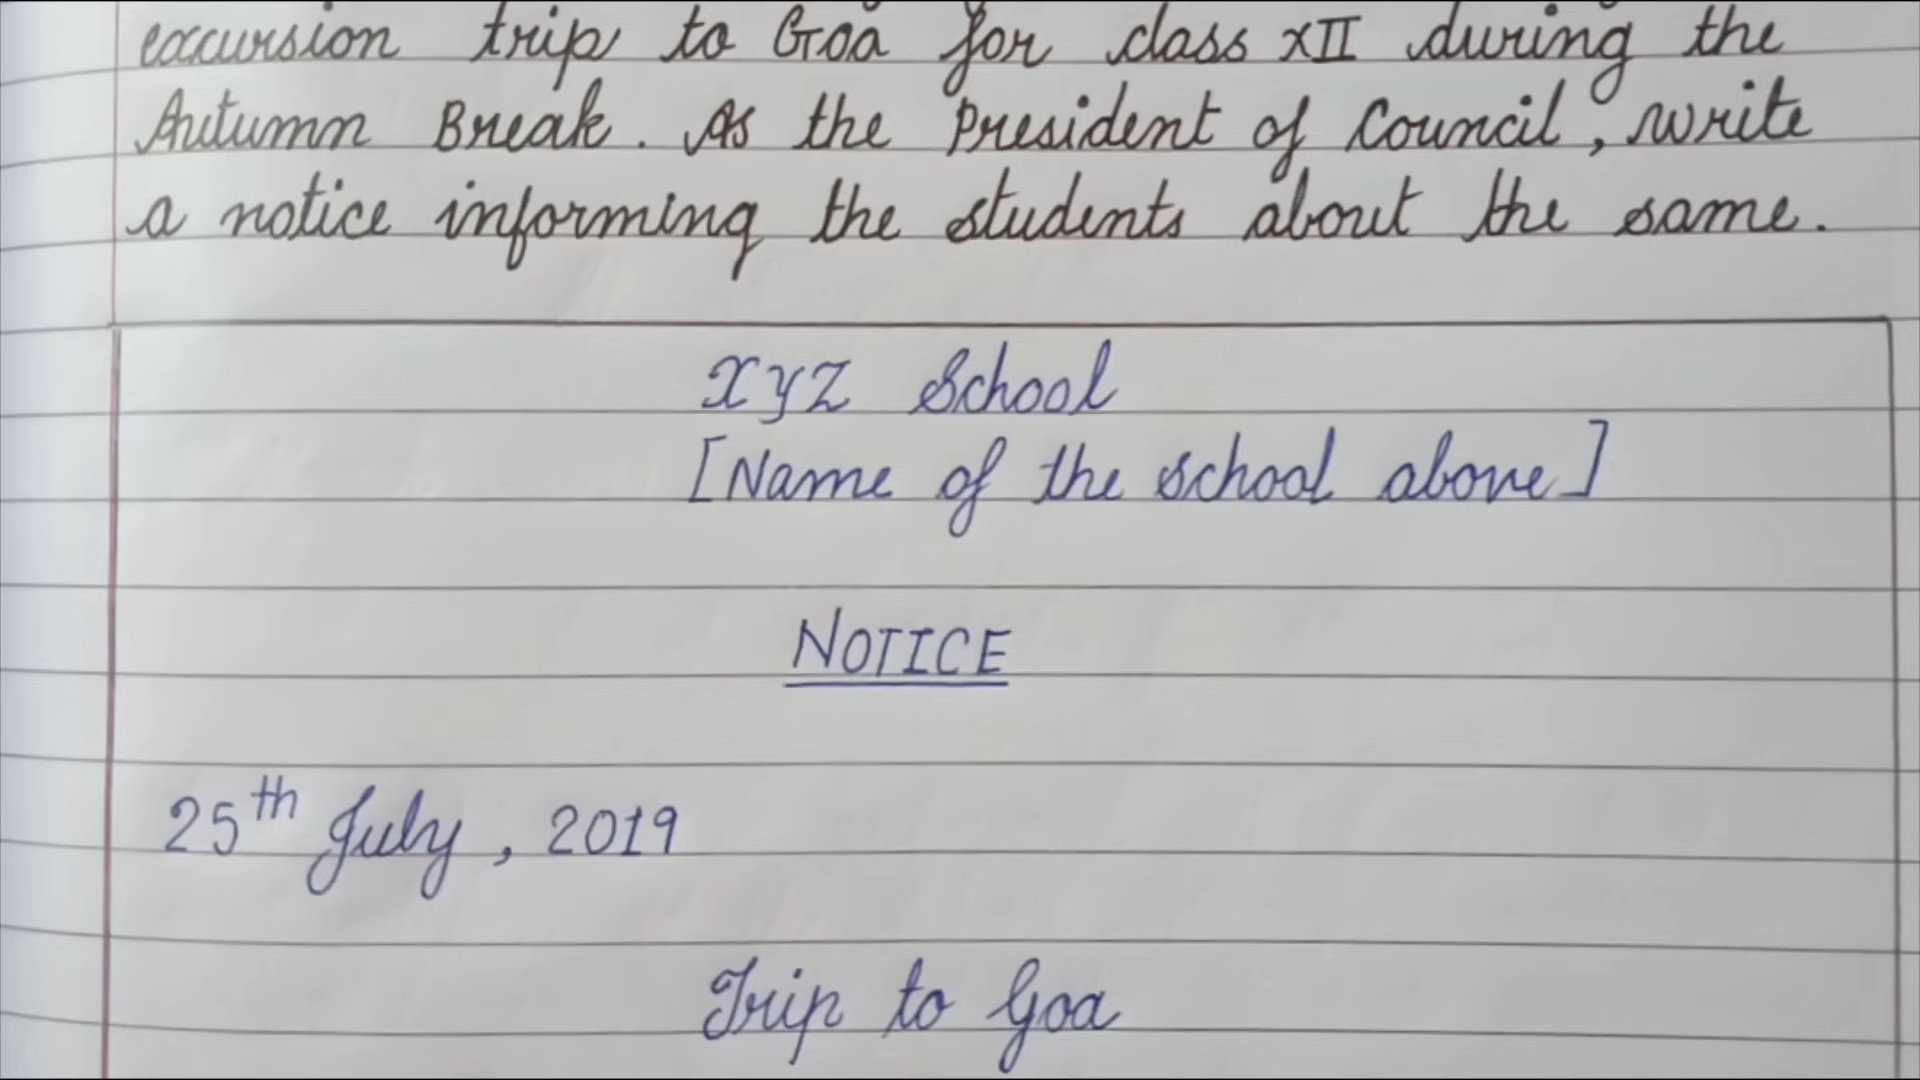 excursion trip to Goa for class XII during the
Autumn Break. As the President of Council, write
a notice informing the students about the same.
XYZ School
[Name of the school above]
NOTICE
25th July, 2019
Trip to Goa